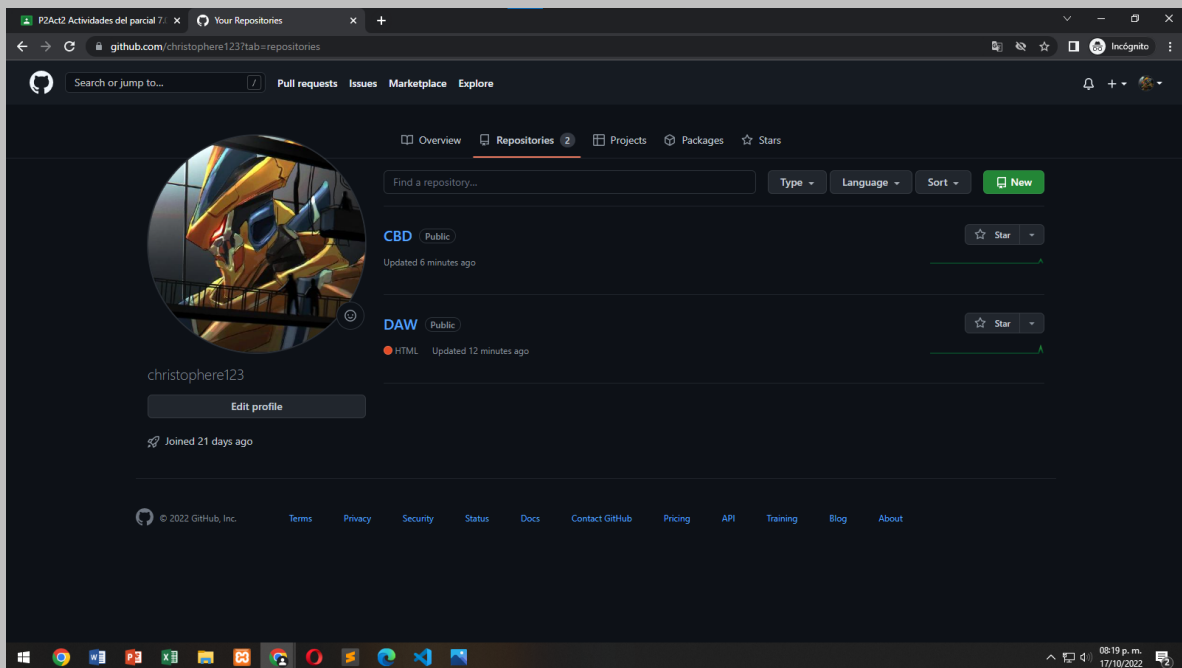 P2Act2 Actividades del parcial 7.
Your Repositories
github.com/christophere123?tab=repositories
Incógnito
Search or jump to...
/
Pull requests Issues Marketplace Explore
Overview Repositories 2 Projects Packages Stars
Find a repository...
Type Language Sort New
CBD Public
Star
Updated 6 minutes ago
DAW Public
Star
HTML Updated 12 minutes ago
christophere123
Edit profile
Joined 21 days ago
© 2022 GitHub, Inc. Terms Privacy Security Status Docs Contact GitHub Pricing API Training Blog About
08:19 p. m.
17/10/2022
2